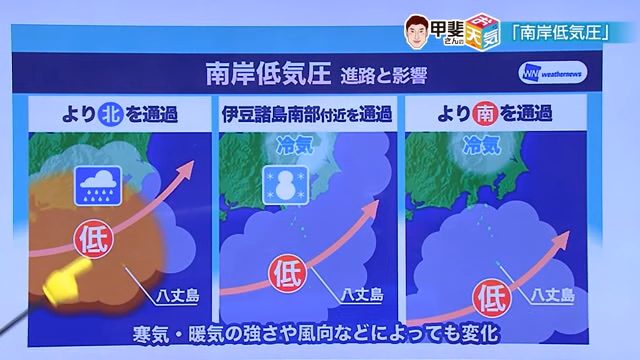 甲斐さんのお天気
「南岸低気圧」
南岸低気圧 進路と影響
WN weathernews
より北を通過
伊豆諸島南部付近を通過
より南を通過
冷気
冷気
低
八丈島
低
八丈島
低
八丈島
寒気・暖気の強さや風向などによっても変化